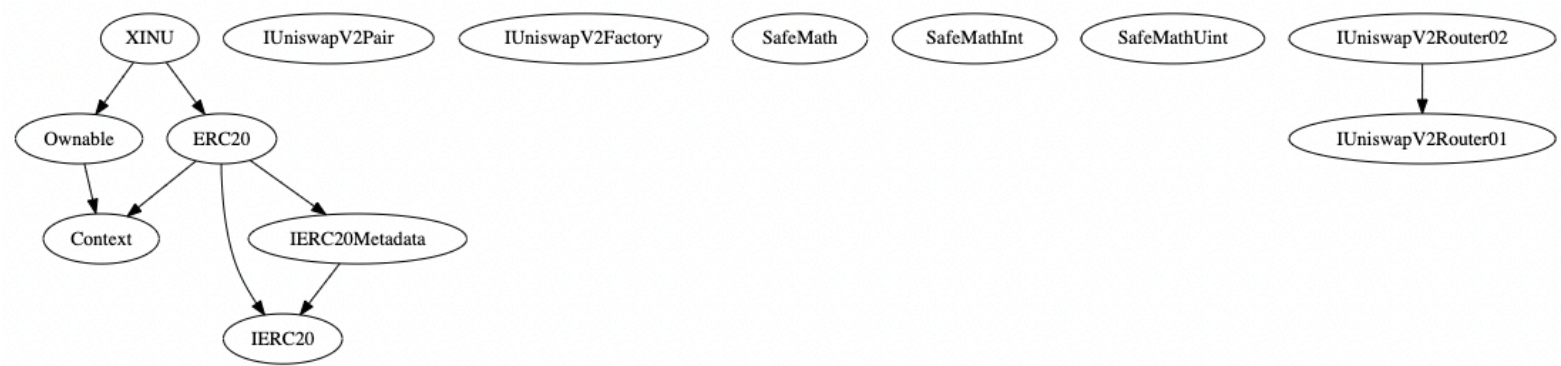 XINU
IUniswapV2Pair
IUniswapV2Factory
SafeMath
SafeMathInt
SafeMathUint
IUniswapV2Router02
Ownable
ERC20
IUniswapV2Router01
Context
IERC20Metadata
IERC20